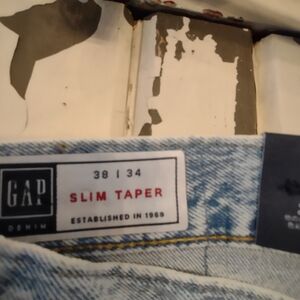 GAP
DENIM
38 | 34
SLIM TAPER
ESTABLISHED IN 1969